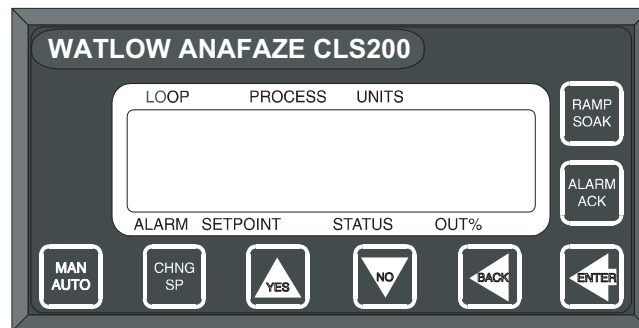 WATLOW ANAFAZE CLS200
LOOP PROCESS UNITS
RAMP
SOAK
ALARM
ACK
ALARM SETPOINT STATUS OUT%
MAN
AUTO
CHNG
SP
YES
NO
BACK
ENTER